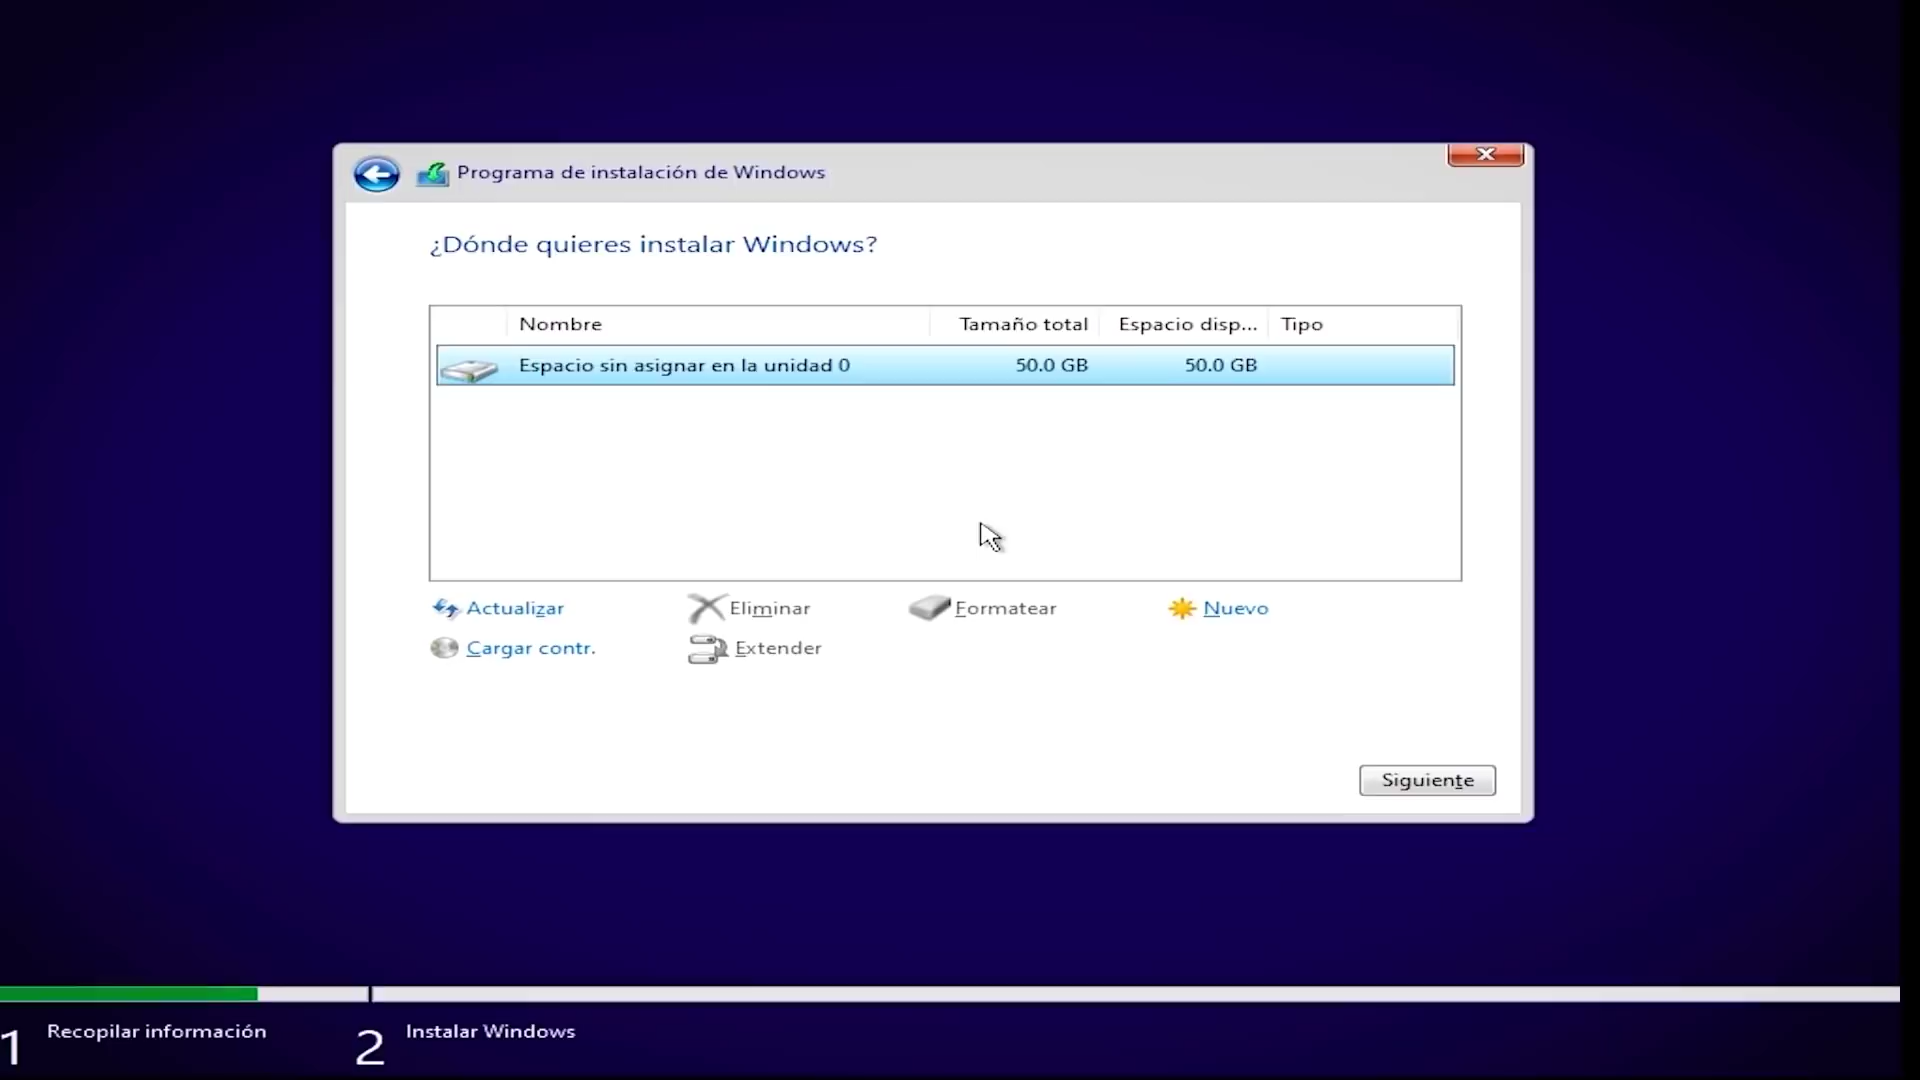 Programa de instalación de Windows
¿Dónde quieres instalar Windows?
Nombre Tamaño total Espacio disp... Tipo
Espacio sin asignar en la unidad 0 50.0 GB 50.0 GB
Actualizar Eliminar Formatear Nuevo
Cargar contr. Extender
Siguiente
1 Recopilar información 2 Instalar Windows